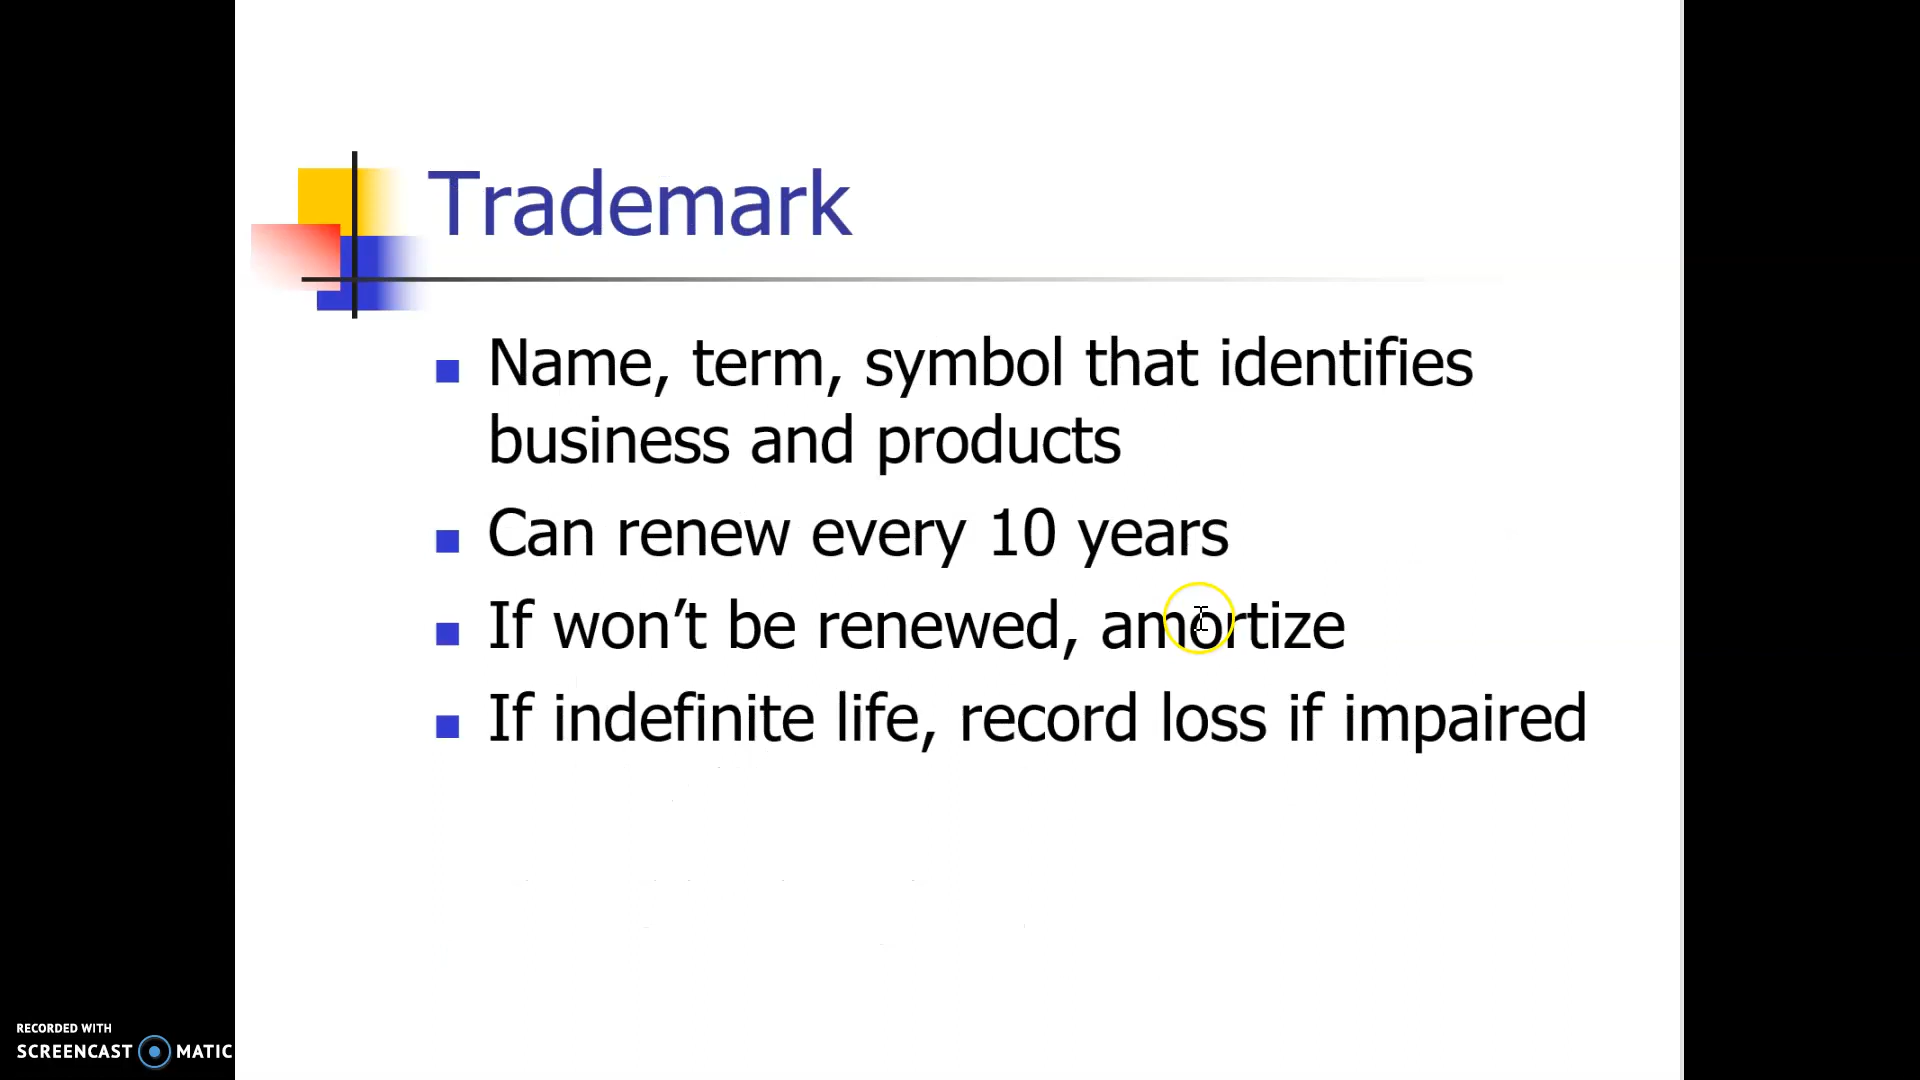 Trademark
Name, term, symbol that identifies
business and products
Can renew every 10 years
If won’t be renewed, amortize
If indefinite life, record loss if impaired
RECORDED WITH
SCREENCAST MATIC